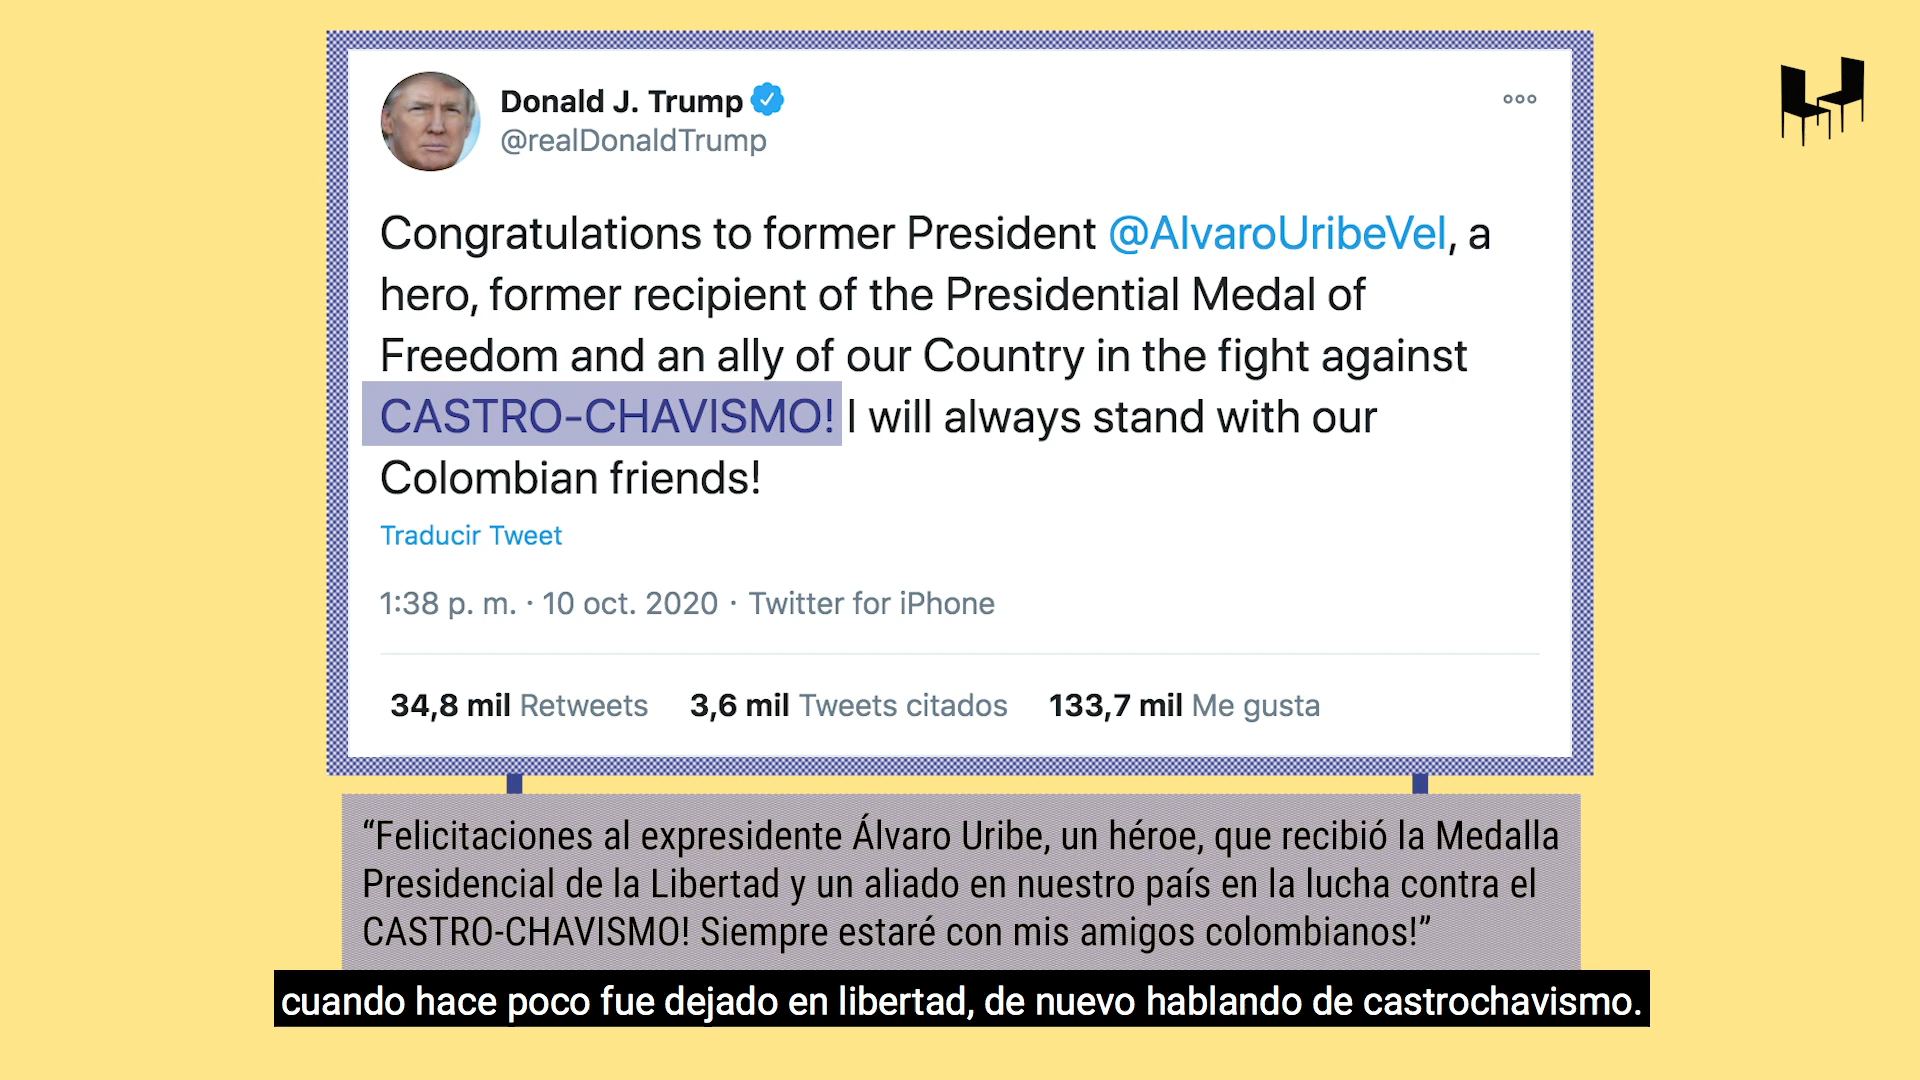 Donald J. Trump
@realDonaldTrump
Congratulations to former President @AlvaroUribeVel, a
hero, former recipient of the Presidential Medal of
Freedom and an ally of our Country in the fight against
CASTRO-CHAVISMO! I will always stand with our
Colombian friends!
Traducir Tweet
1:38 p. m. · 10 oct. 2020 · Twitter for iPhone
34,8 mil Retweets 3,6 mil Tweets citados 133,7 mil Me gusta
“Felicitaciones al expresidente Álvaro Uribe, un héroe, que recibió la Medalla
Presidencial de la Libertad y un aliado en nuestro país en la lucha contra el
CASTRO-CHAVISMO! Siempre estaré con mis amigos colombianos!”
cuando hace poco fue dejado en libertad, de nuevo hablando de castrochavismo.